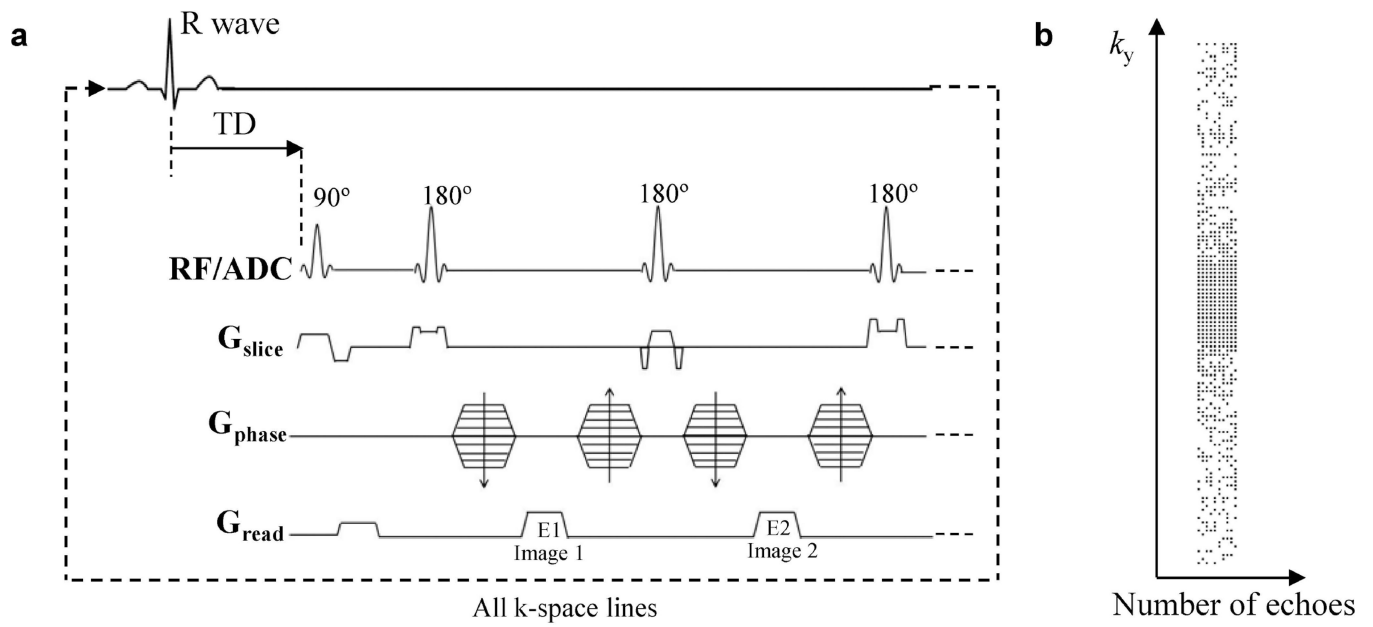 a
R wave
TD
90º
180º
180º
180º
RF/ADC
Gslice
Gphase
Gread
E1
Image 1
E2
Image 2
All k-space lines
b
ky
Number of echoes